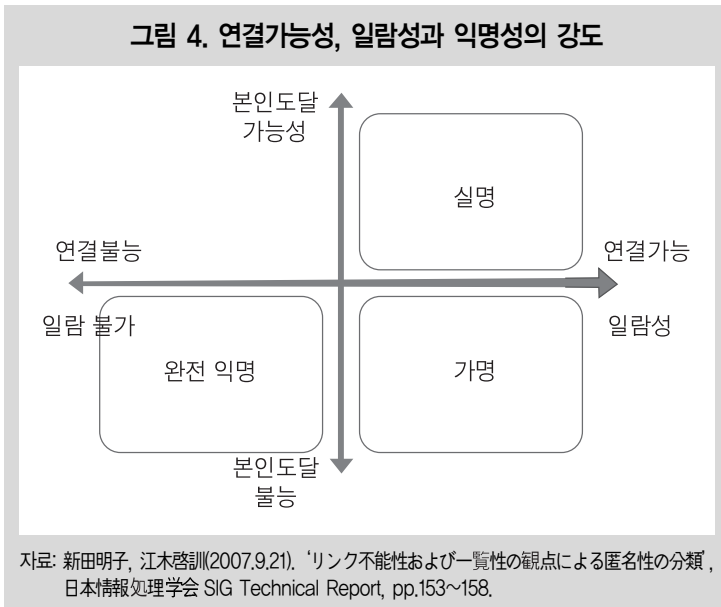 그림 4. 연결가능성, 일람성과 익명성의 강도
본인도달
가능성
실명
연결불능
연결가능
일람 불가
일람성
완전 익명
가명
본인도달
불능
자료: 新田明子, 江木啓訓(2007.9.21). ‘リンク不能性および一覧性の観点による匿名性の分類’,
日本情報処理学会 SIG Technical Report, pp.153~158.